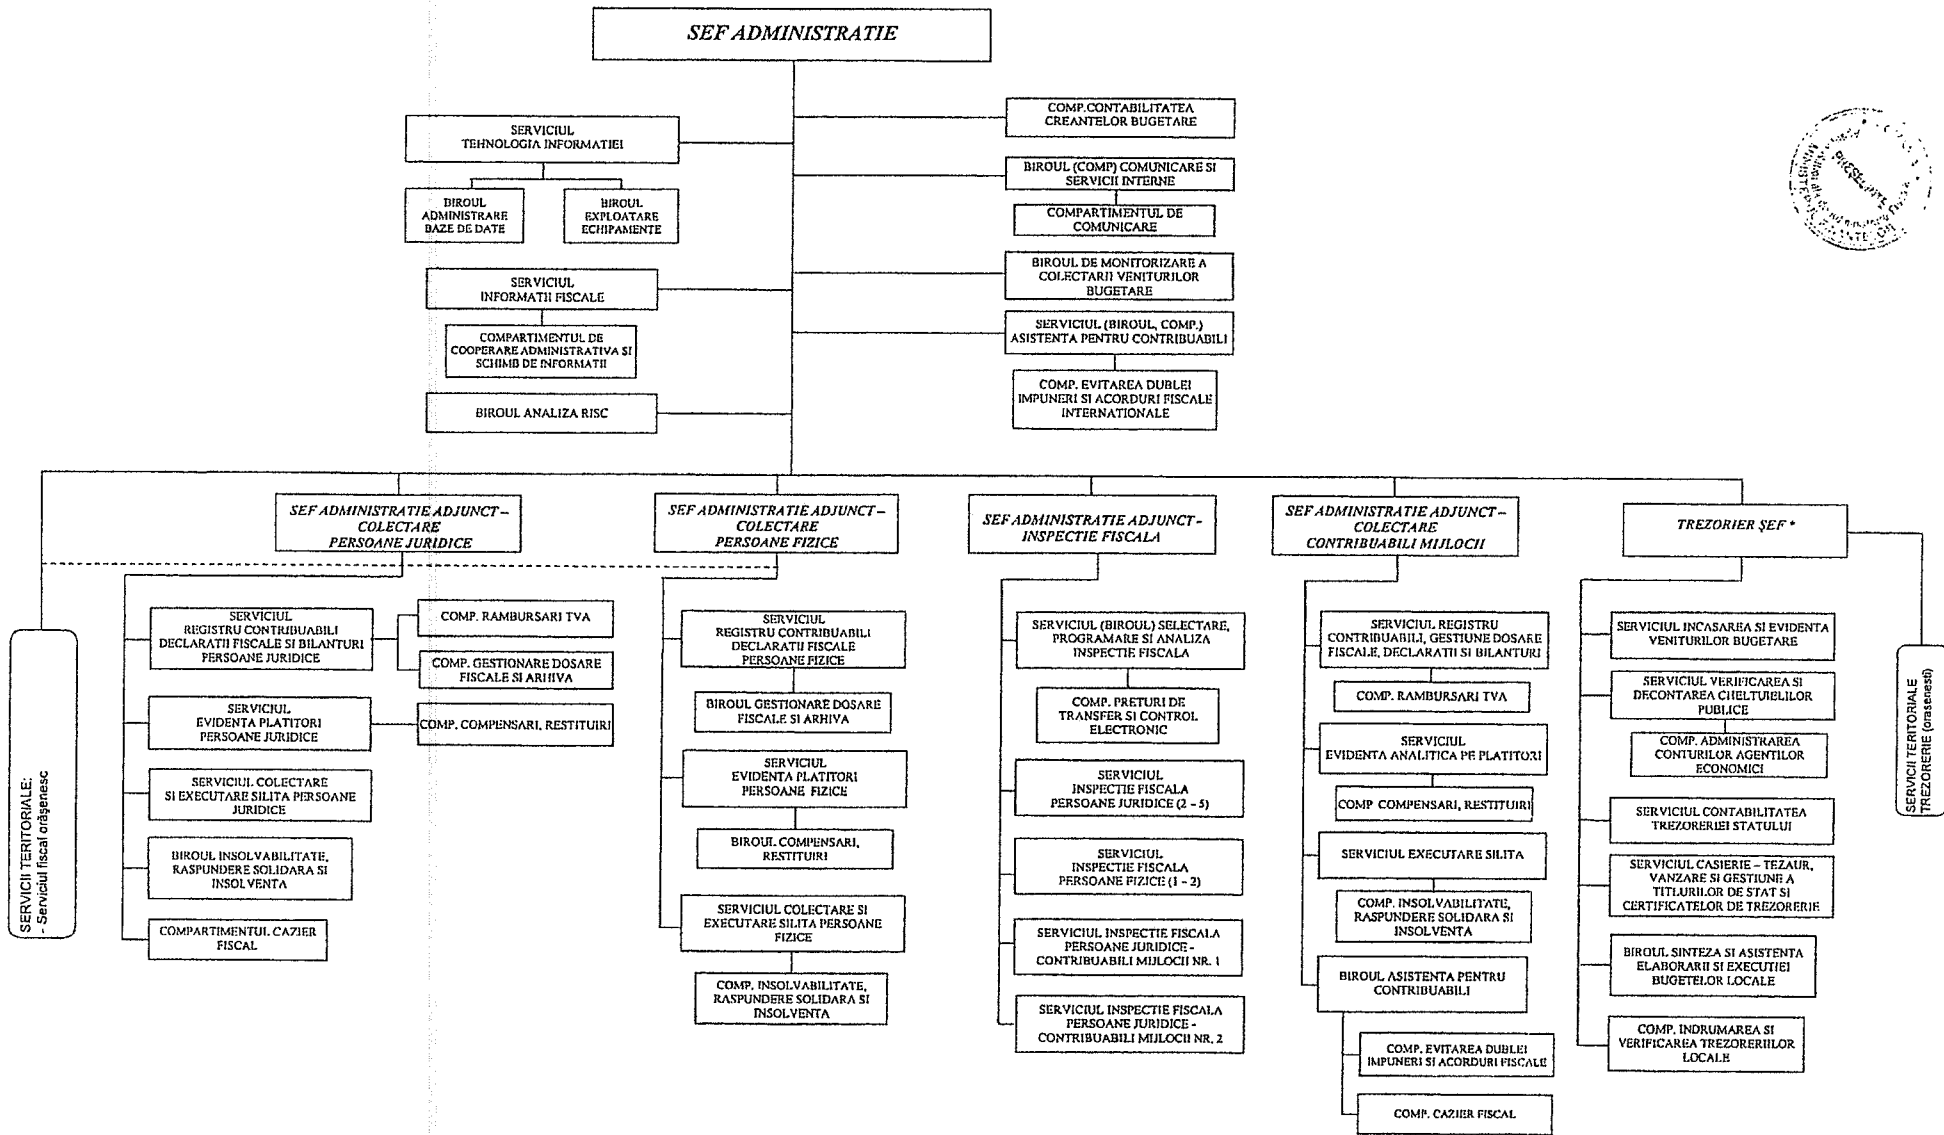 SEF ADMINISTRATIE
SERVICIUL
TEHNOLOGIA INFORMATIEI
BIROUL
ADMINISTRARE
BAZE DE DATE
BIROUL
EXPLOATARE
ECHIPAMENTE
SERVICIUL
INFORMATII FISCALE
COMPARTIMENTUL DE
COOPERARE ADMINISTRATIVA SI
SCHIMB DE INFORMATII
BIROUL ANALIZA RISC
COMP.CONTABILITATEA
CREANTELOR BUGETARE
BIROUL (COMP) COMUNICARE SI
SERVICII INTERNE
COMPARTIMENTUL DE
COMUNICARE
BIROUL DE MONITORIZARE A
COLECTARII VENITURILOR
BUGETARE
SERVICIUL (BIROUL, COMP.)
ASISTENTA PENTRU CONTRIBUABILI
COMP. EVITAREA DUBLEI
IMPUNERI SI ACORDURI FISCALE
INTERNATIONALE
SERVICII TERITORIALE:
- Serviciul fiscal orăşenesc
SEF ADMINISTRATIE ADJUNCT –
COLECTARE
PERSOANE JURIDICE
SERVICIUL
REGISTRU CONTRIBUABILI
DECLARATII FISCALE SI BILANTURI
PERSOANE JURIDICE
COMP. RAMBURSARI TVA
COMP. GESTIONARE DOSARE
FISCALE SI ARHIVA
SERVICIUL
EVIDENTA PLATITORI
PERSOANE JURIDICE
COMP. COMPENSARI, RESTITUIRI
SERVICIUL COLECTARE
SI EXECUTARE SILITA PERSOANE
JURIDICE
BIROUL INSOLVABILITATE,
RASPUNDERE SOLIDARA SI
INSOLVENTA
COMPARTIMENTUL CAZIER
FISCAL
SEF ADMINISTRATIE ADJUNCT –
COLECTARE
PERSOANE FIZICE
SERVICIUL
REGISTRU CONTRIBUABILI
DECLARATII FISCALE
PERSOANE FIZICE
BIROUL GESTIONARE DOSARE
FISCALE SI ARHIVA
SERVICIUL
EVIDENTA PLATITORI
PERSOANE FIZICE
BIROUL COMPENSARI,
RESTITUIRI
SERVICIUL COLECTARE SI
EXECUTARE SILITA PERSOANE
FIZICE
COMP. INSOLVABILITATE,
RASPUNDERE SOLIDARA SI
INSOLVENTA
SEF ADMINISTRATIE ADJUNCT -
INSPECTIE FISCALA
SERVICIUL (BIROUL) SELECTARE,
PROGRAMARE SI ANALIZA
INSPECTIE FISCALA
COMP. PRETURI DE
TRANSFER SI CONTROL
ELECTRONIC
SERVICIUL
INSPECTIE FISCALA
PERSOANE JURIDICE (2 - 5)
SERVICIUL
INSPECTIE FISCALA
PERSOANE FIZICE (1 - 2)
SERVICIUL INSPECTIE FISCALA
PERSOANE JURIDICE -
CONTRIBUABILI MIJLOCII NR. 1
SERVICIUL INSPECTIE FISCALA
PERSOANE JURIDICE -
CONTRIBUABILI MIJLOCII NR. 2
SEF ADMINISTRATIE ADJUNCT –
COLECTARE
CONTRIBUABILI MIJLOCII
SERVICIUL REGISTRU
CONTRIBUABILI, GESTIUNE DOSARE
FISCALE, DECLARATII SI BILANTURI
COMP. RAMBURSARI TVA
SERVICIUL
EVIDENTA ANALITICA PE PLATITORI
COMP COMPENSARI, RESTITUIRI
SERVICIUL EXECUTARE SILITA
COMP. INSOLVABILITATE,
RASPUNDERE SOLIDARA SI
INSOLVENTA
BIROUL ASISTENTA PENTRU
CONTRIBUABILI
COMP. EVITAREA DUBLEI
IMPUNERI SI ACORDURI FISCALE
COMP. CAZIER FISCAL
TREZORIER ŞEF *
SERVICIUL INCASAREA SI EVIDENTA
VENITURILOR BUGETARE
SERVICIUL VERIFICAREA SI
DECONTAREA CHELTUIELILOR
PUBLICE
COMP. ADMINISTRAREA
CONTURILOR AGENTILOR
ECONOMICI
SERVICIUL CONTABILITATEA
TREZORERIEI STATULUI
SERVICIUL CASIERIE – TEZAUR,
VANZARE SI GESTIUNE A
TITLURILOR DE STAT SI
CERTIFICATELOR DE TREZORERIE
BIROUL SINTEZA SI ASISTENTA
ELABORARII SI EXECUTIEI
BUGETELOR LOCALE
COMP. INDRUMAREA SI
VERIFICAREA TREZORERIILOR
LOCALE
SERVICII TERITORIALE
TREZORERIE (orasenesti)